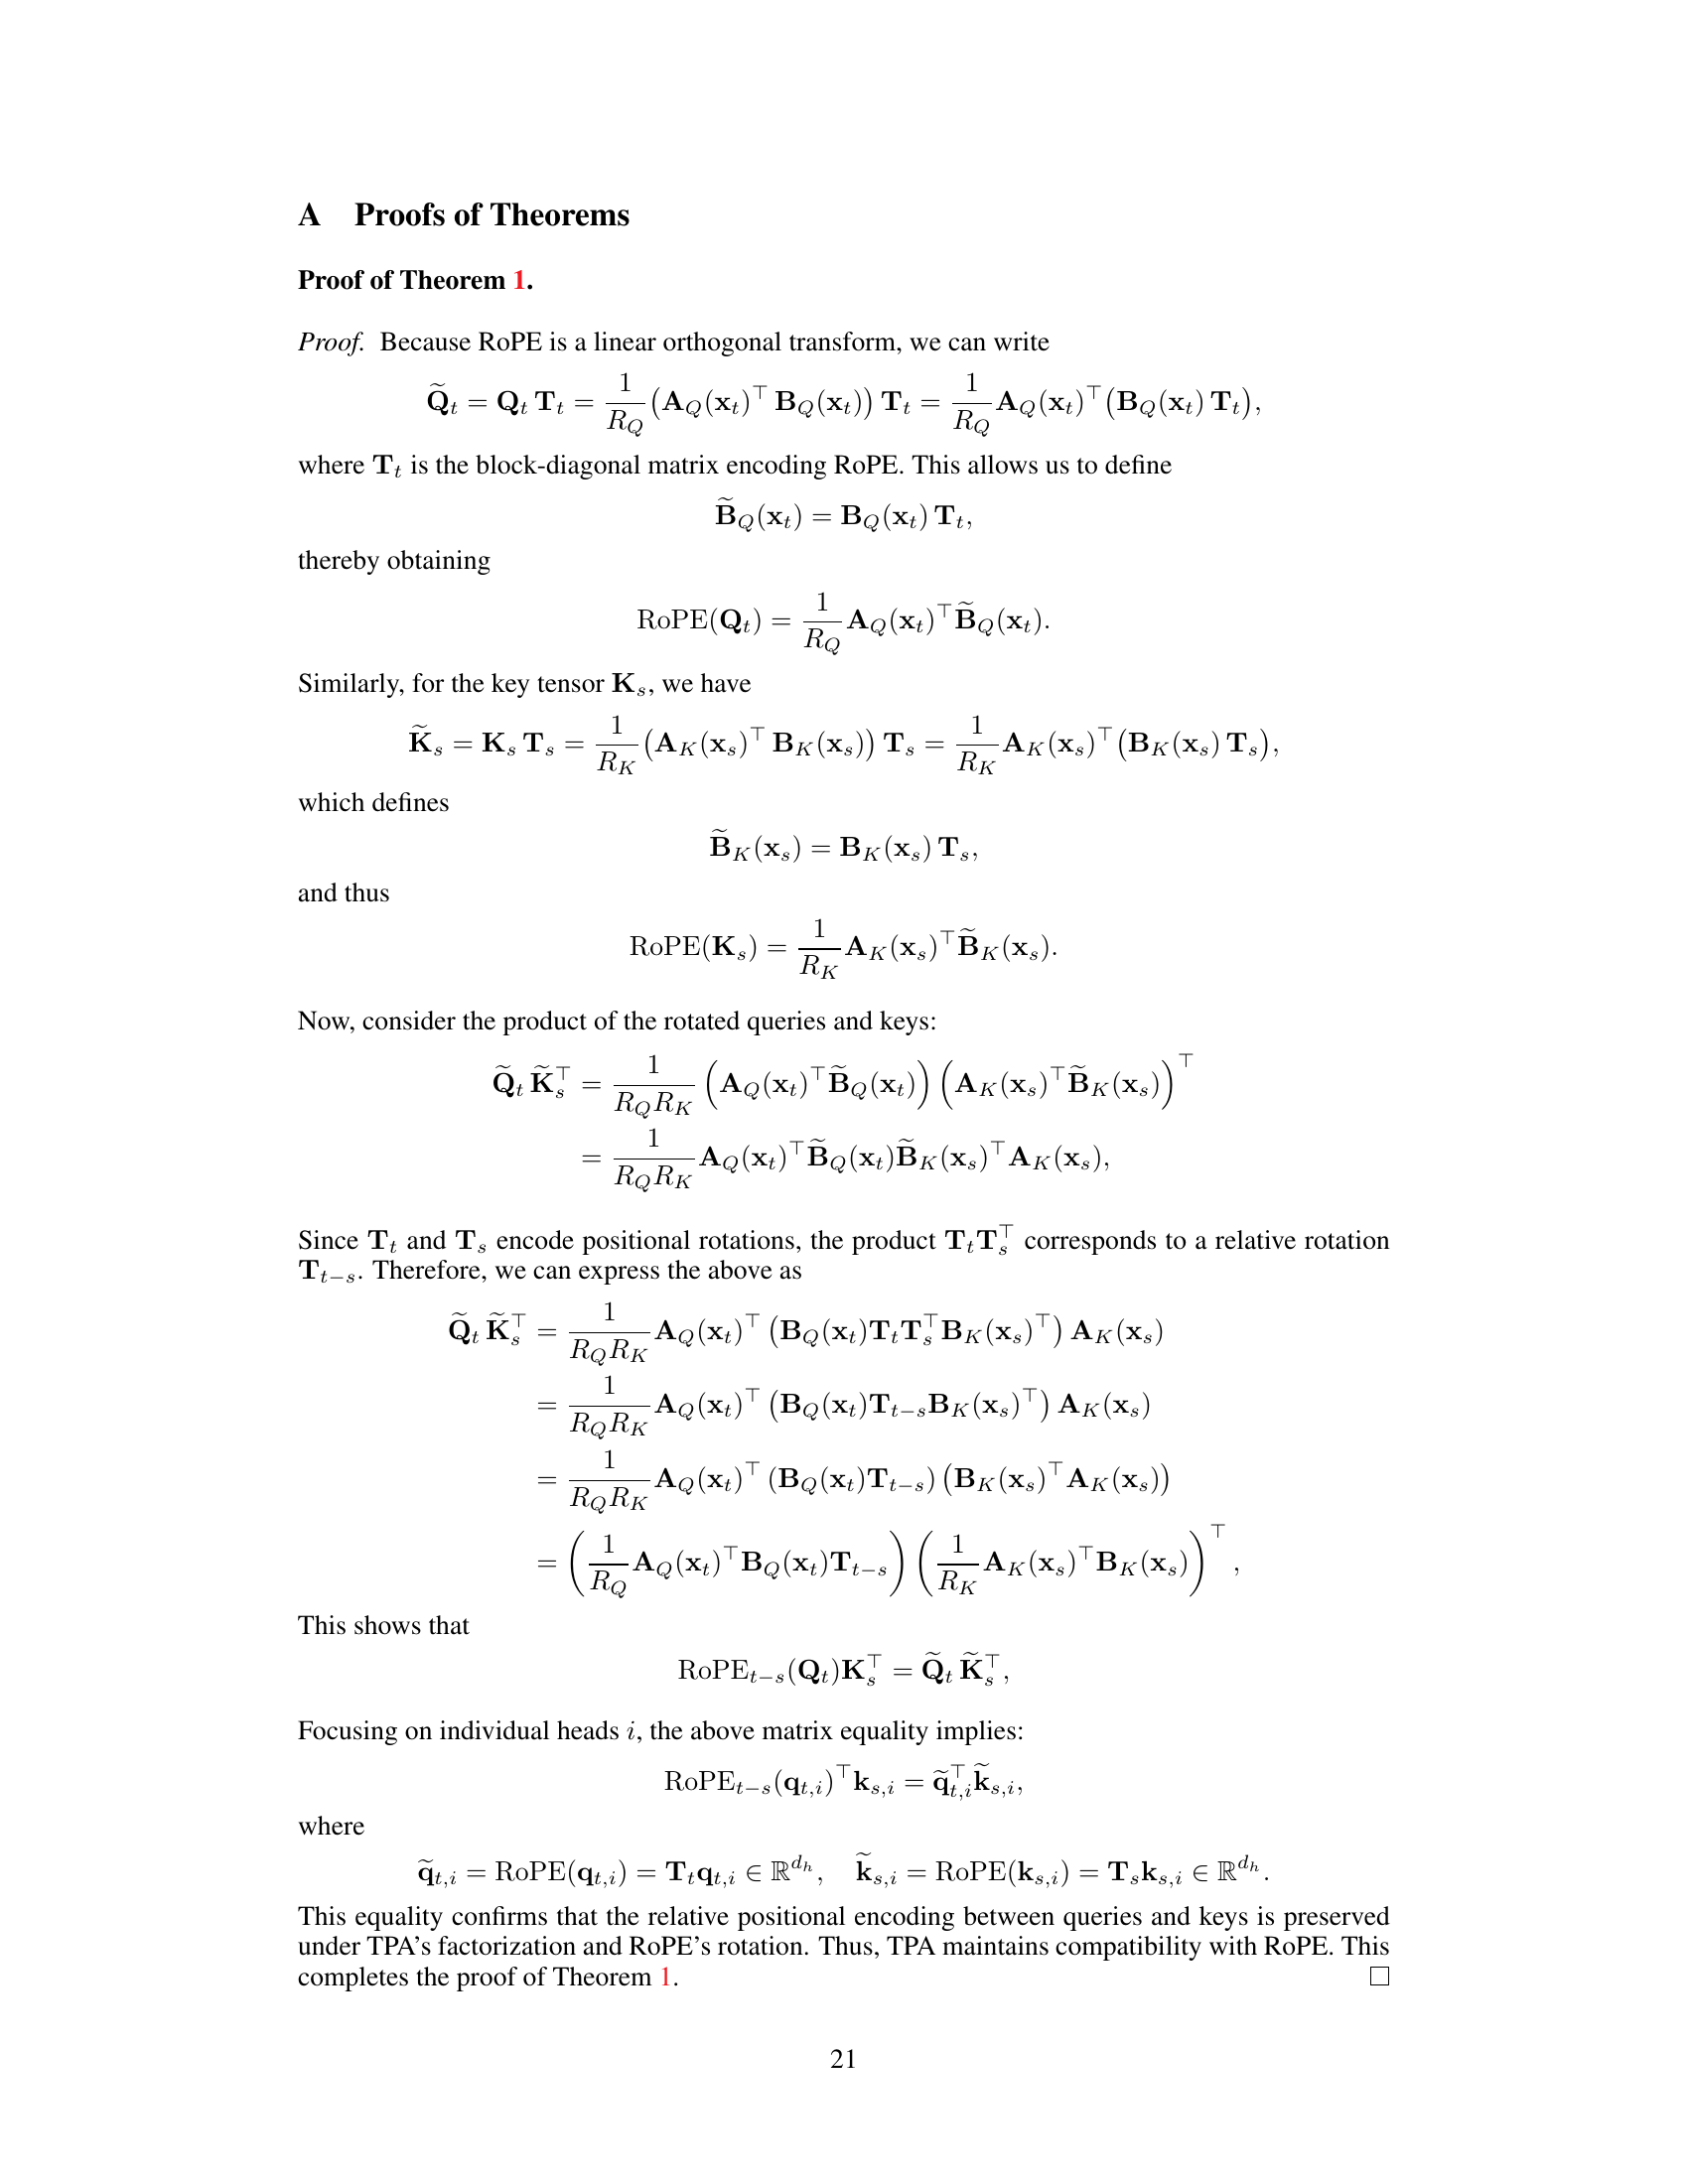 A Proofs of Theorems
Proof of Theorem 1.
Proof. Because RoPE is a linear orthogonal transform, we can write
$\widetilde{\mathbf{Q}}_t = \mathbf{Q}_t \, \mathbf{T}_t = \frac{1}{R_Q} \big( \mathbf{A}_Q(\mathbf{x}_t)^\top \, \mathbf{B}_Q(\mathbf{x}_t) \big) \, \mathbf{T}_t = \frac{1}{R_Q} \mathbf{A}_Q(\mathbf{x}_t)^\top \big( \mathbf{B}_Q(\mathbf{x}_t) \, \mathbf{T}_t \big),$
where $\mathbf{T}_t$ is the block-diagonal matrix encoding RoPE. This allows us to define
$\widetilde{\mathbf{B}}_Q(\mathbf{x}_t) = \mathbf{B}_Q(\mathbf{x}_t) \, \mathbf{T}_t,$
thereby obtaining
$\mathrm{RoPE}(\mathbf{Q}_t) = \frac{1}{R_Q} \mathbf{A}_Q(\mathbf{x}_t)^\top \widetilde{\mathbf{B}}_Q(\mathbf{x}_t).$
Similarly, for the key tensor $\mathbf{K}_s$, we have
$\widetilde{\mathbf{K}}_s = \mathbf{K}_s \, \mathbf{T}_s = \frac{1}{R_K} \big( \mathbf{A}_K(\mathbf{x}_s)^\top \, \mathbf{B}_K(\mathbf{x}_s) \big) \, \mathbf{T}_s = \frac{1}{R_K} \mathbf{A}_K(\mathbf{x}_s)^\top \big( \mathbf{B}_K(\mathbf{x}_s) \, \mathbf{T}_s \big),$
which defines
$\widetilde{\mathbf{B}}_K(\mathbf{x}_s) = \mathbf{B}_K(\mathbf{x}_s) \, \mathbf{T}_s,$
and thus
$\mathrm{RoPE}(\mathbf{K}_s) = \frac{1}{R_K} \mathbf{A}_K(\mathbf{x}_s)^\top \widetilde{\mathbf{B}}_K(\mathbf{x}_s).$
Now, consider the product of the rotated queries and keys:
$\widetilde{\mathbf{Q}}_t \, \widetilde{\mathbf{K}}_s^\top = \frac{1}{R_Q R_K} \left( \mathbf{A}_Q(\mathbf{x}_t)^\top \widetilde{\mathbf{B}}_Q(\mathbf{x}_t) \right) \left( \mathbf{A}_K(\mathbf{x}_s)^\top \widetilde{\mathbf{B}}_K(\mathbf{x}_s) \right)^\top$
$= \frac{1}{R_Q R_K} \mathbf{A}_Q(\mathbf{x}_t)^\top \widetilde{\mathbf{B}}_Q(\mathbf{x}_t) \widetilde{\mathbf{B}}_K(\mathbf{x}_s)^\top \mathbf{A}_K(\mathbf{x}_s),$
Since $\mathbf{T}_t$ and $\mathbf{T}_s$ encode positional rotations, the product $\mathbf{T}_t \mathbf{T}_s^\top$ corresponds to a relative rotation
$\mathbf{T}_{t-s}$. Therefore, we can express the above as
$\widetilde{\mathbf{Q}}_t \, \widetilde{\mathbf{K}}_s^\top = \frac{1}{R_Q R_K} \mathbf{A}_Q(\mathbf{x}_t)^\top \left( \mathbf{B}_Q(\mathbf{x}_t) \mathbf{T}_t \mathbf{T}_s^\top \mathbf{B}_K(\mathbf{x}_s)^\top \right) \mathbf{A}_K(\mathbf{x}_s)$
$= \frac{1}{R_Q R_K} \mathbf{A}_Q(\mathbf{x}_t)^\top \left( \mathbf{B}_Q(\mathbf{x}_t) \mathbf{T}_{t-s} \mathbf{B}_K(\mathbf{x}_s)^\top \right) \mathbf{A}_K(\mathbf{x}_s)$
$= \frac{1}{R_Q R_K} \mathbf{A}_Q(\mathbf{x}_t)^\top \left( \mathbf{B}_Q(\mathbf{x}_t) \mathbf{T}_{t-s} \right) \left( \mathbf{B}_K(\mathbf{x}_s)^\top \mathbf{A}_K(\mathbf{x}_s) \right)$
$= \left( \frac{1}{R_Q} \mathbf{A}_Q(\mathbf{x}_t)^\top \mathbf{B}_Q(\mathbf{x}_t) \mathbf{T}_{t-s} \right) \left( \frac{1}{R_K} \mathbf{A}_K(\mathbf{x}_s)^\top \mathbf{B}_K(\mathbf{x}_s) \right)^\top,$
This shows that
$\mathrm{RoPE}_{t-s}(\mathbf{Q}_t) \mathbf{K}_s^\top = \widetilde{\mathbf{Q}}_t \, \widetilde{\mathbf{K}}_s^\top,$
Focusing on individual heads $i$, the above matrix equality implies:
$\mathrm{RoPE}_{t-s}(\mathbf{q}_{t,i})^\top \mathbf{k}_{s,i} = \widetilde{\mathbf{q}}_{t,i}^\top \widetilde{\mathbf{k}}_{s,i},$
where
$\widetilde{\mathbf{q}}_{t,i} = \mathrm{RoPE}(\mathbf{q}_{t,i}) = \mathbf{T}_t \mathbf{q}_{t,i} \in \mathbb{R}^{d_h}, \quad \widetilde{\mathbf{k}}_{s,i} = \mathrm{RoPE}(\mathbf{k}_{s,i}) = \mathbf{T}_s \mathbf{k}_{s,i} \in \mathbb{R}^{d_h}.$
This equality confirms that the relative positional encoding between queries and keys is preserved
under TPA's factorization and RoPE's rotation. Thus, TPA maintains compatibility with RoPE. This
completes the proof of Theorem 1. □
21